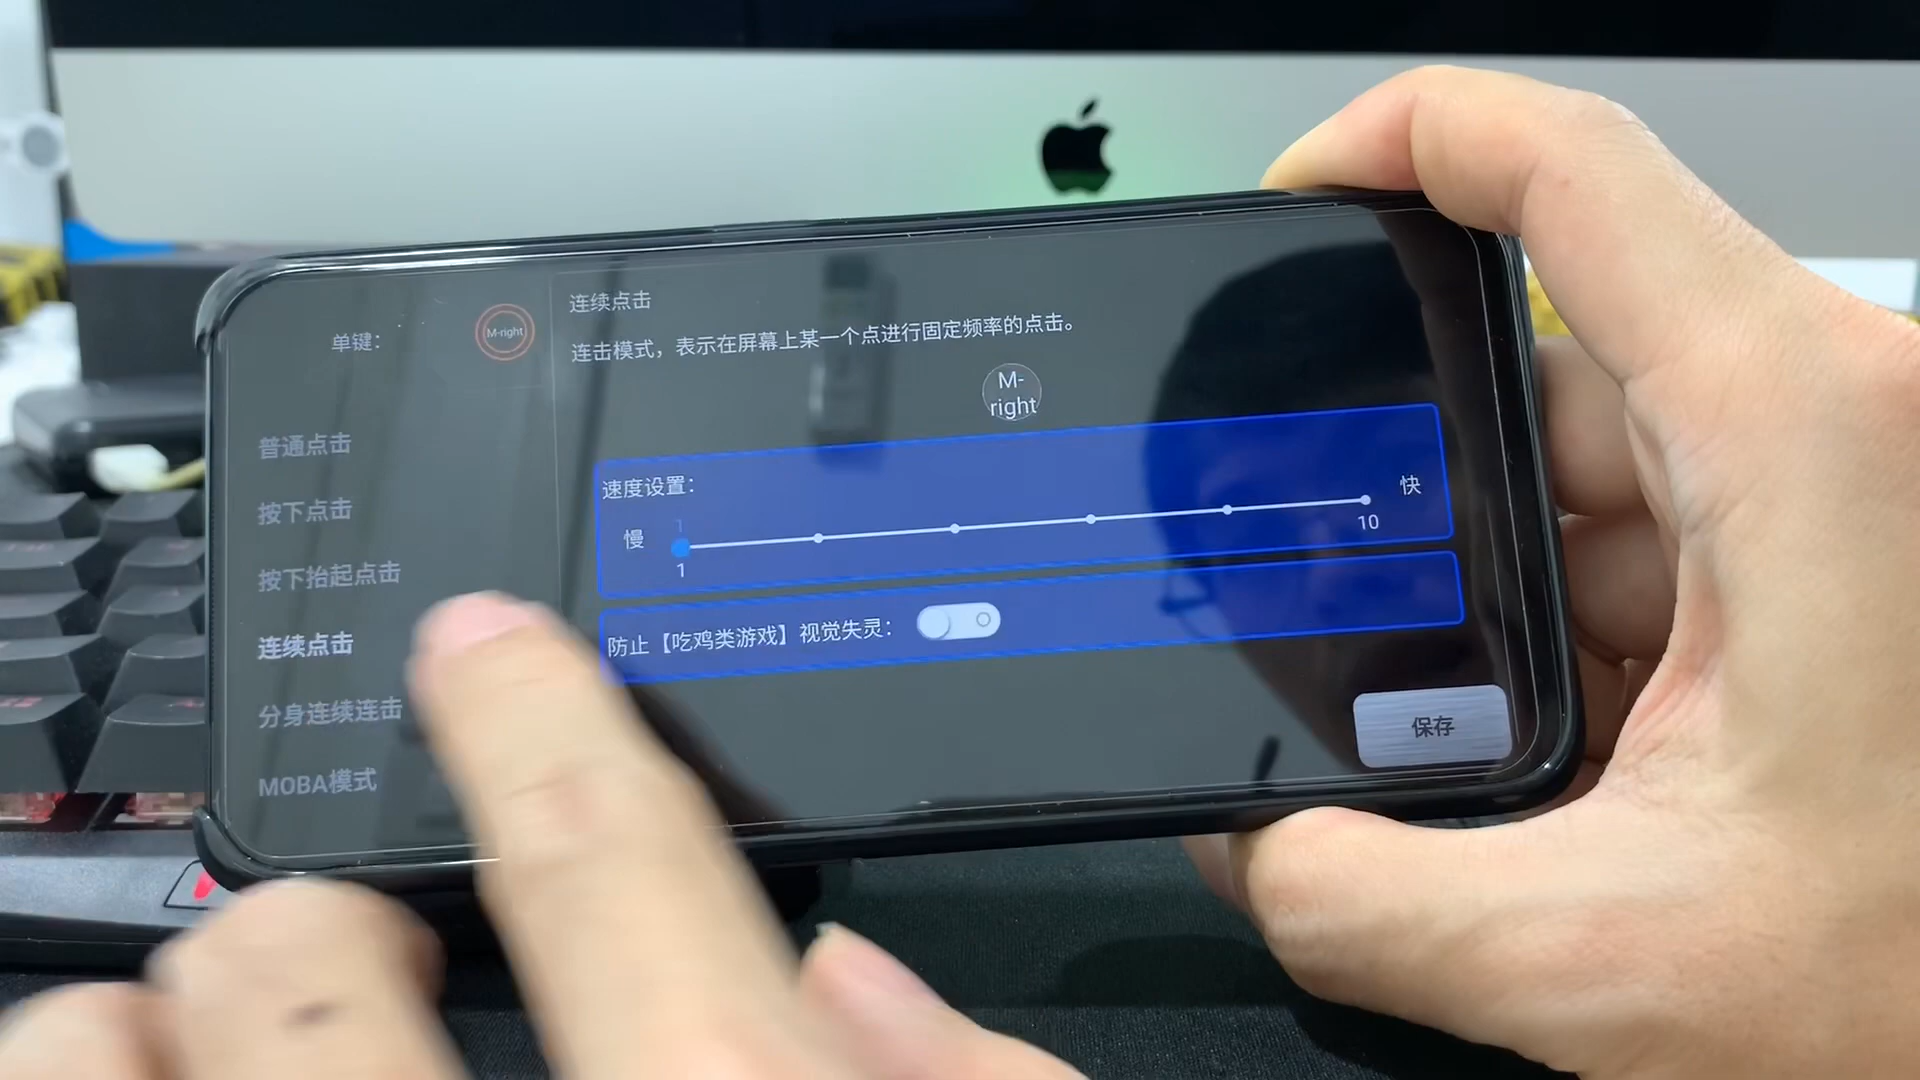 单键：
M-right
普通点击
按下点击
按下抬起点击
连续点击
分身连续连击
MOBA模式
连续点击
连击模式，表示在屏幕上某一个点进行固定频率的点击。
M-
right
速度设置：
慢
1
1
10
快
防止【吃鸡类游戏】视觉失灵：
保存